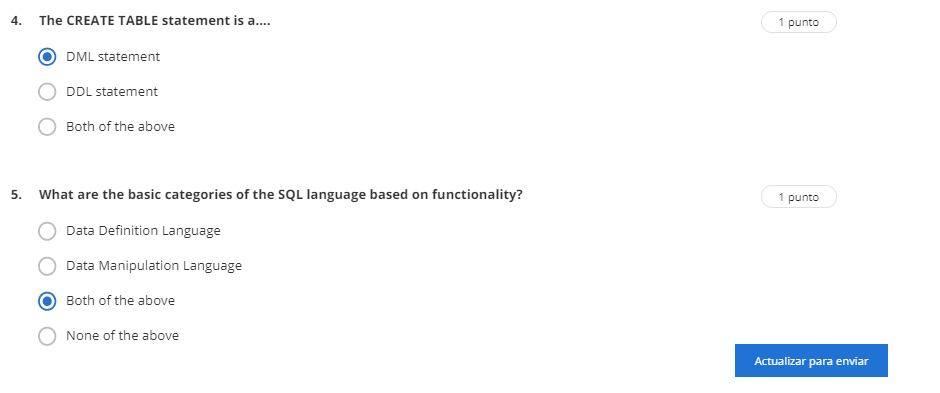 4. The CREATE TABLE statement is a....
1 punto
DML statement
DDL statement
Both of the above
5. What are the basic categories of the SQL language based on functionality?
1 punto
Data Definition Language
Data Manipulation Language
Both of the above
None of the above
Actualizar para enviar